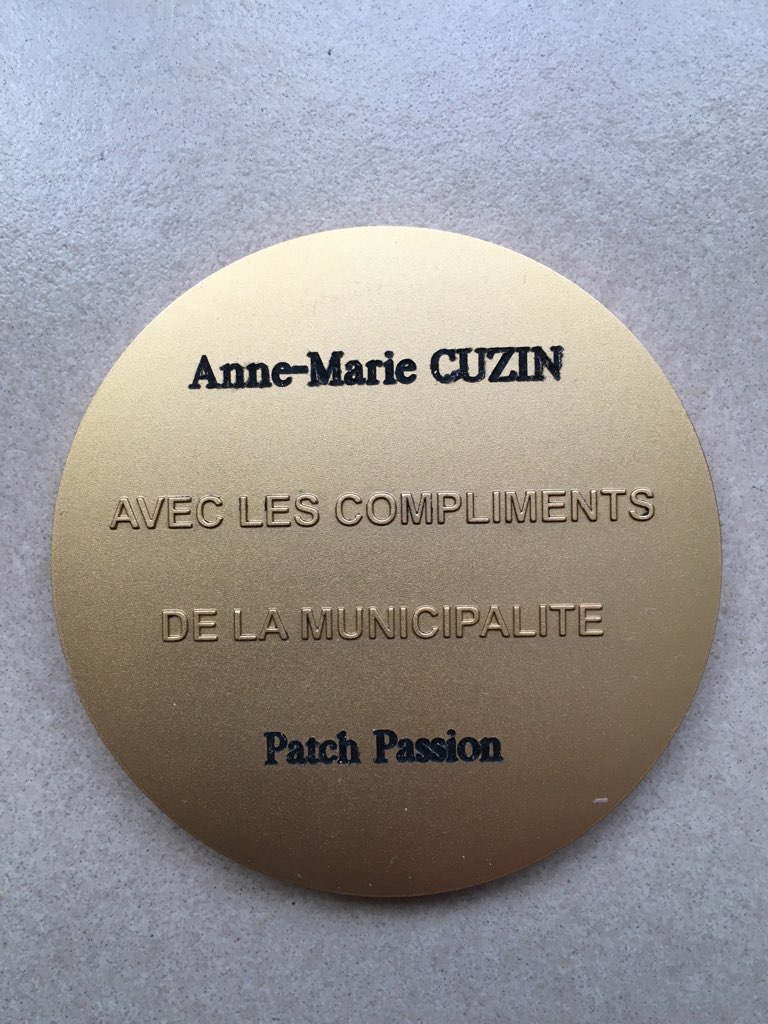 Anne-Marie CUZIN
AVEC LES COMPLIMENTS
DE LA MUNICIPALITE
Patch Passion